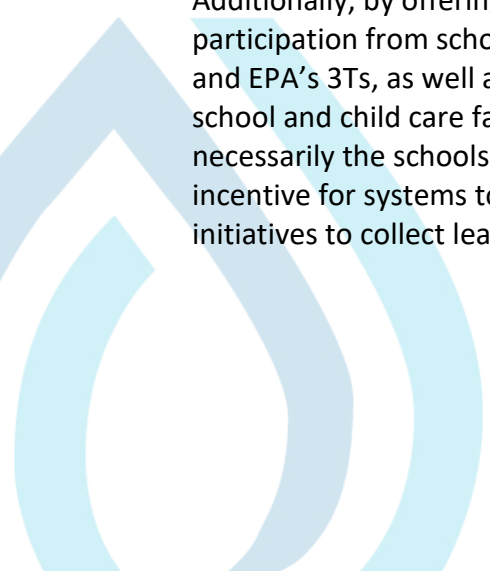 Additionally, by offering
participation from scho
and EPA's 3Ts, as well a
school and child care fa
necessarily the schools
incentive for systems to
initiatives to collect lea